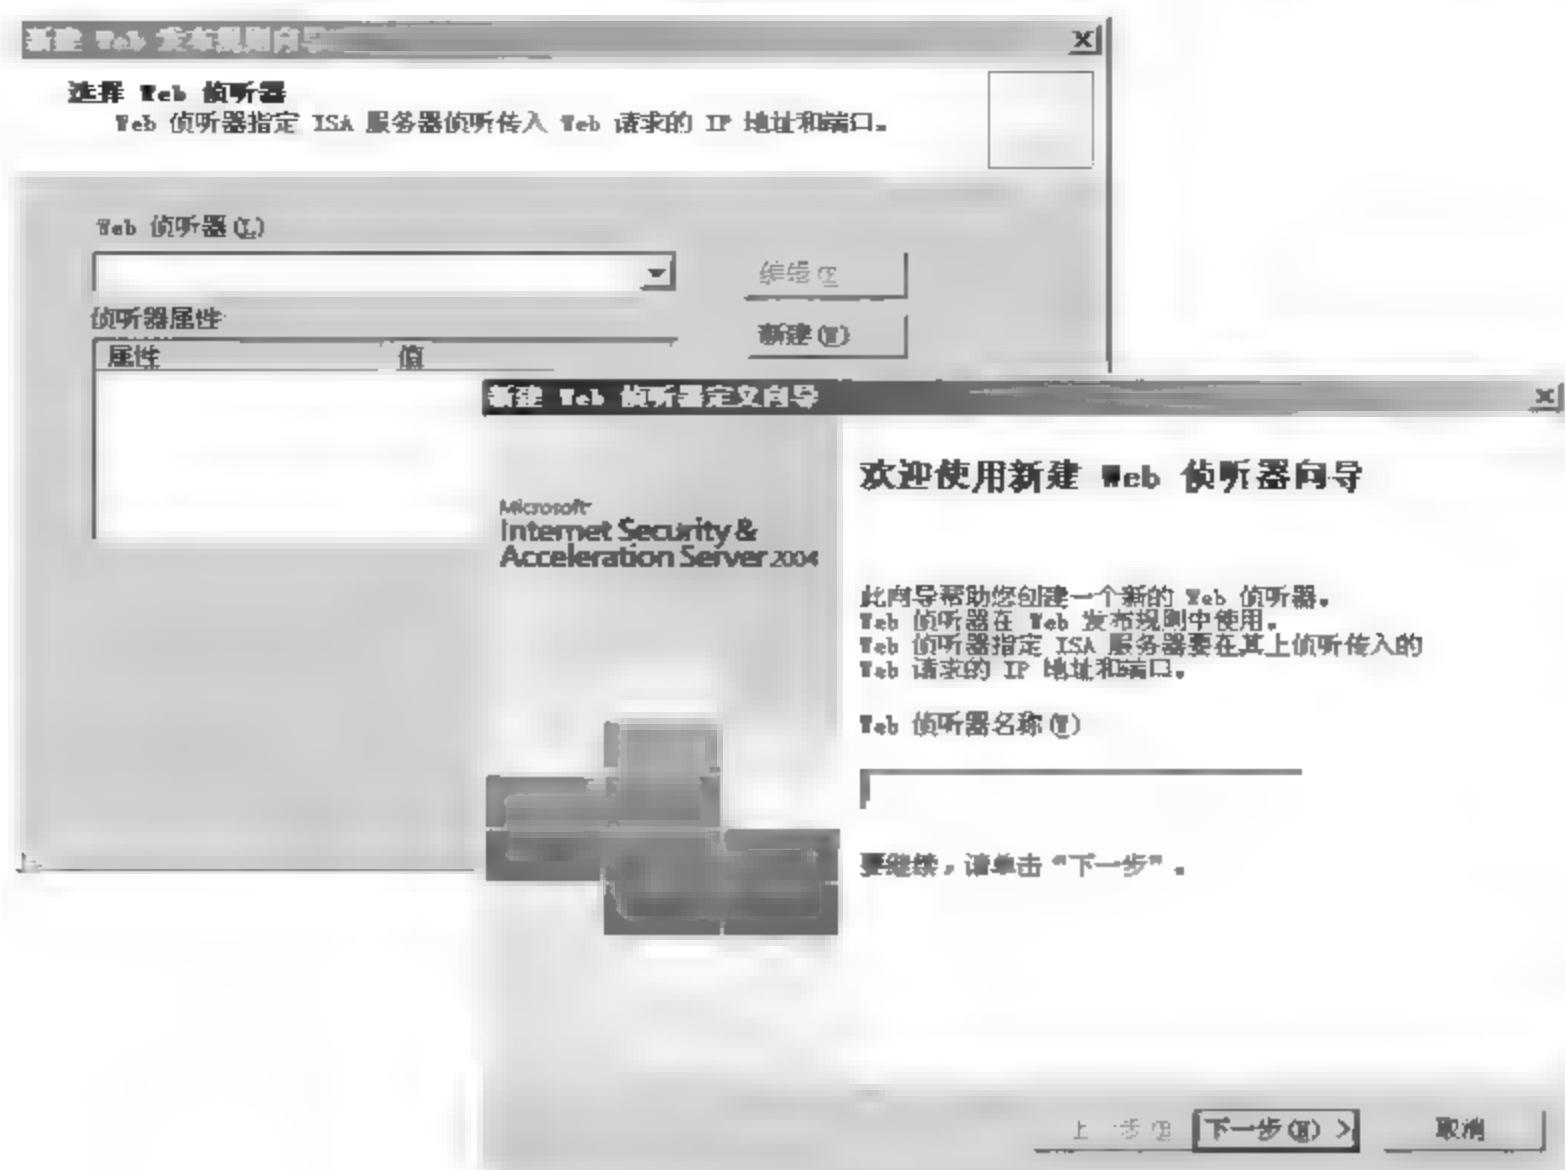 新建 Web 发布规则向导
选择 Web 侦听器
Web 侦听器指定 ISA 服务器侦听传入 Web 请求的 IP 地址和端口。
Web 侦听器(L)
编辑(E)
侦听器属性
新建(W)
属性 值
新建 Web 侦听器定义向导
欢迎使用新建 Web 侦听器向导
Microsoft
Internet Security &
Acceleration Server 2004
此向导帮助您创建一个新的 Web 侦听器。
Web 侦听器在 Web 发布规则中使用。
Web 侦听器指定 ISA 服务器要在其上侦听传入的
Web 请求的 IP 地址和端口。
Web 侦听器名称(W)
要继续，请单击“下一步”。
上一步(B) 下一步(N) > 取消